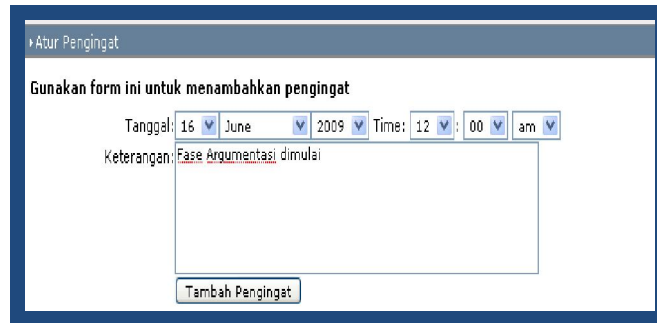 Atur Pengingat
Gunakan form ini untuk menambahkan pengingat
Tanggal: 16 June 2009 Time: 12 : 00 am
Keterangan: Fase Argumentasi dimulai
Tambah Pengingat